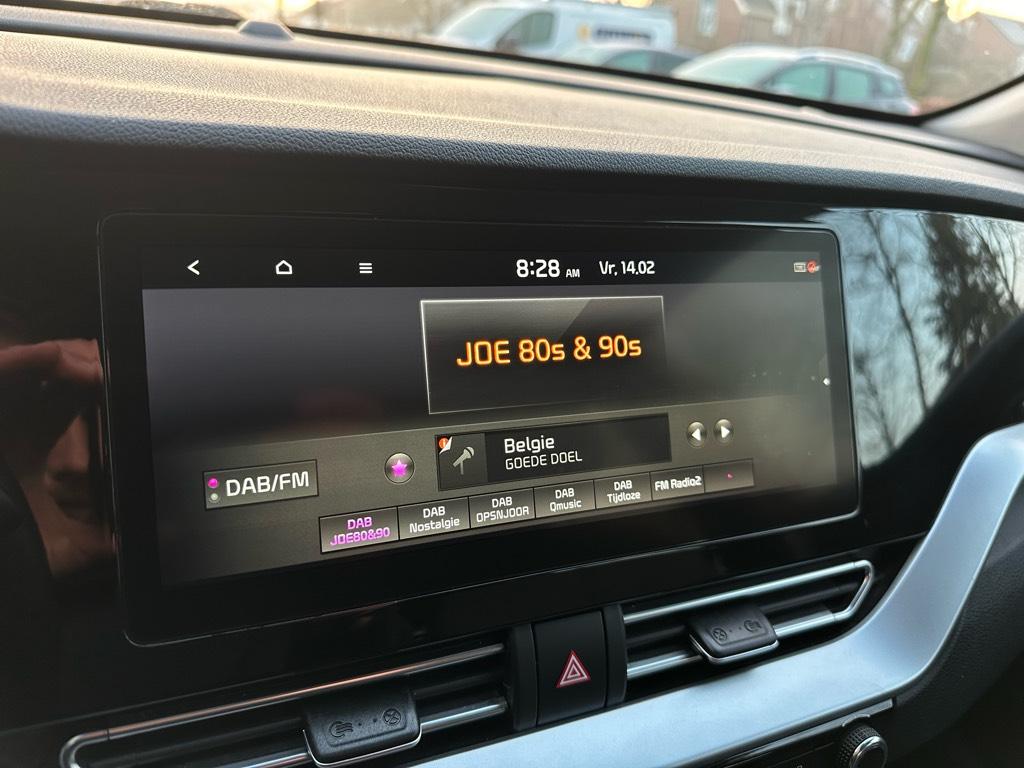 8:28 AM Vr, 14.02
JOE 80s & 90s
Belgie
GOEDE DOEL
DAB/FM
DAB
JOE80&90
DAB
Nostalgie
DAB
OPSNJOOR
DAB
Qmusic
DAB
Tijdloze
FM Radio2